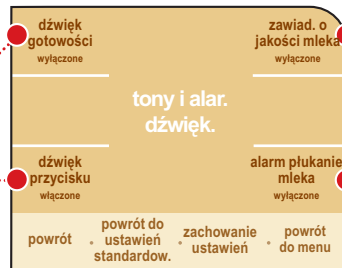 dźwięk
gotowości
wyłączone
zawiad. o
jakości mleka
wyłączone
tony i alar.
dźwięk.
dźwięk
przycisku
włączone
alarm płukanie
mleka
wyłączone
powrót
powrót do
ustawień
standardow.
zachowanie
ustawień
powrót
do menu